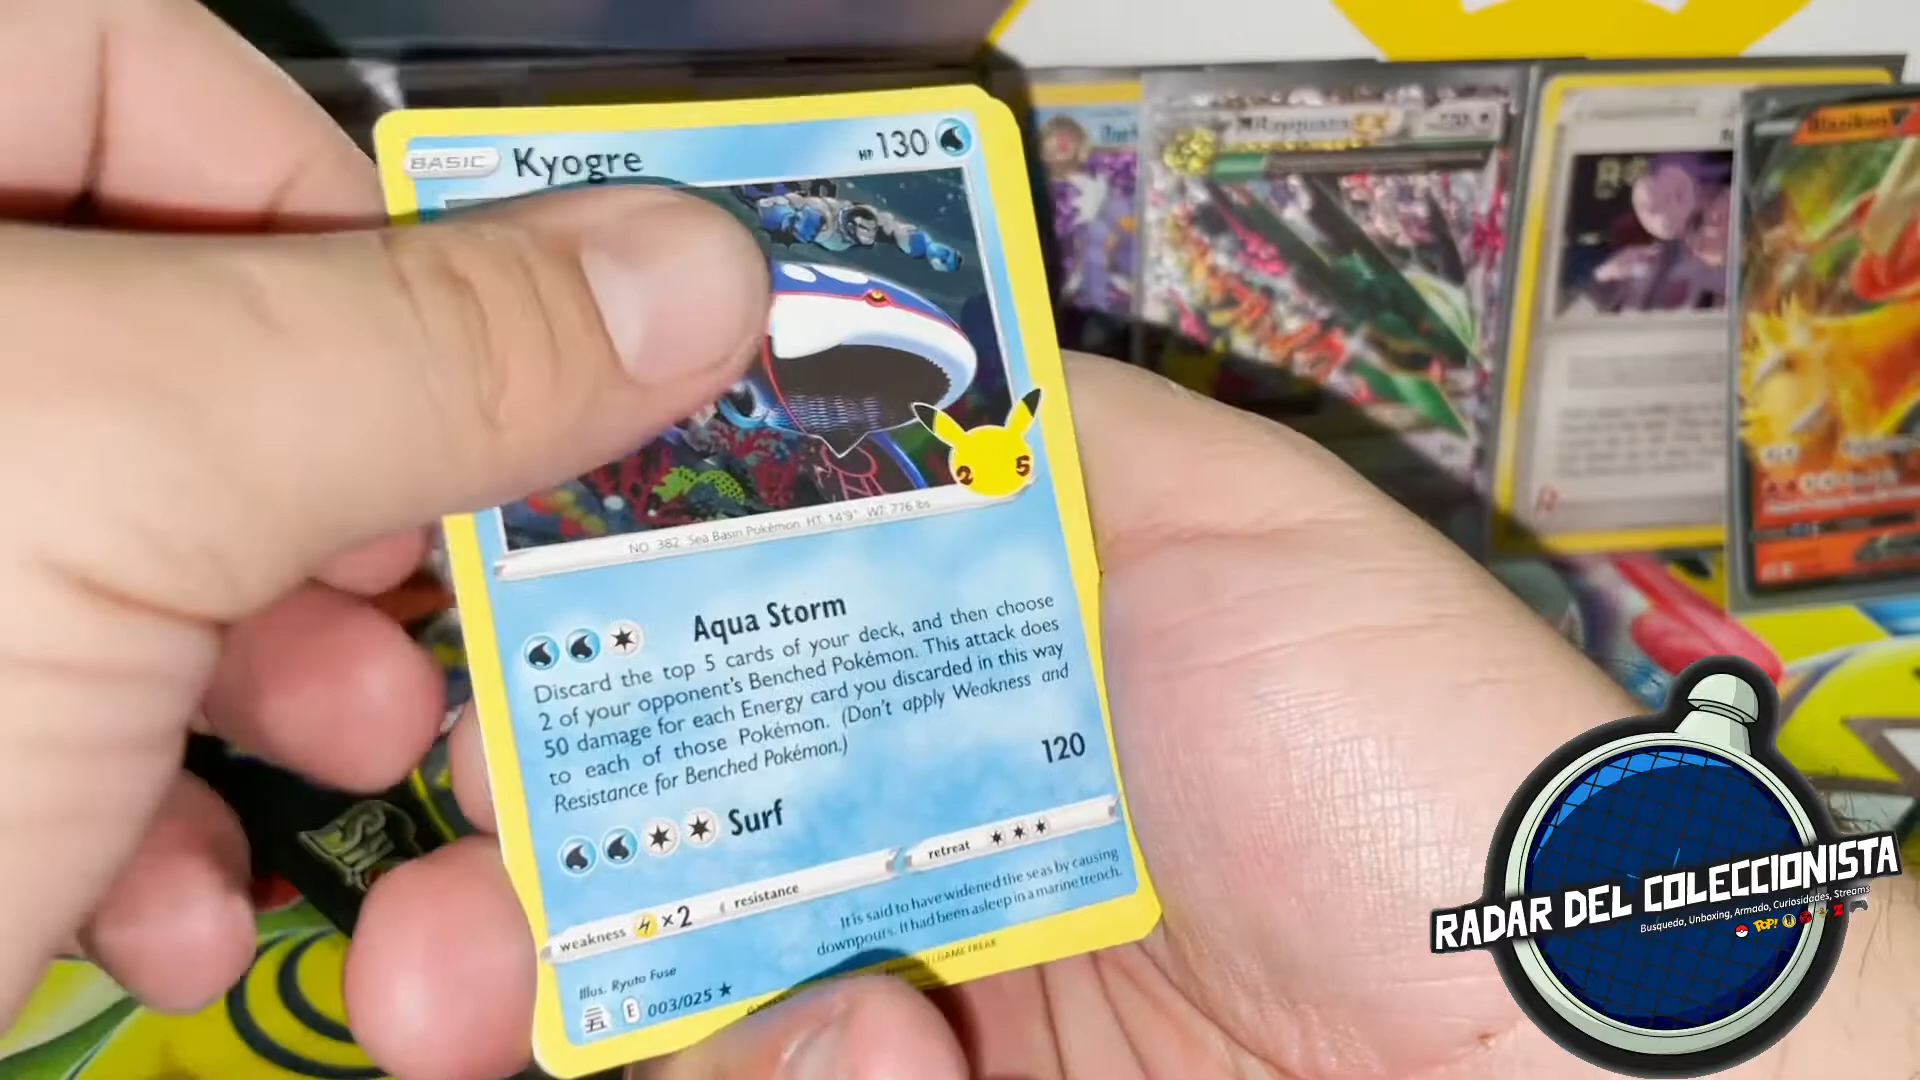 BASIC Kyogre HP 130
25
NO. 382 Sea Basin Pokémon HT: 14'9" WT: 776 lbs
Aqua Storm
Discard the top 5 cards of your deck, and then choose
2 of your opponent's Benched Pokémon. This attack does
50 damage for each Energy card you discarded in this way
to each of those Pokémon. (Don't apply Weakness and
Resistance for Benched Pokémon.)
Surf 120
weakness ×2 resistance retreat
It is said to have widened the seas by causing
downpours. It had been asleep in a marine trench.
Illus. Ryuta Fuse
E 003/025
GAME FREAK
RADAR DEL COLECCIONISTA
Busqueda, Unboxing, Armado, Curiosidades, Streams
POP!